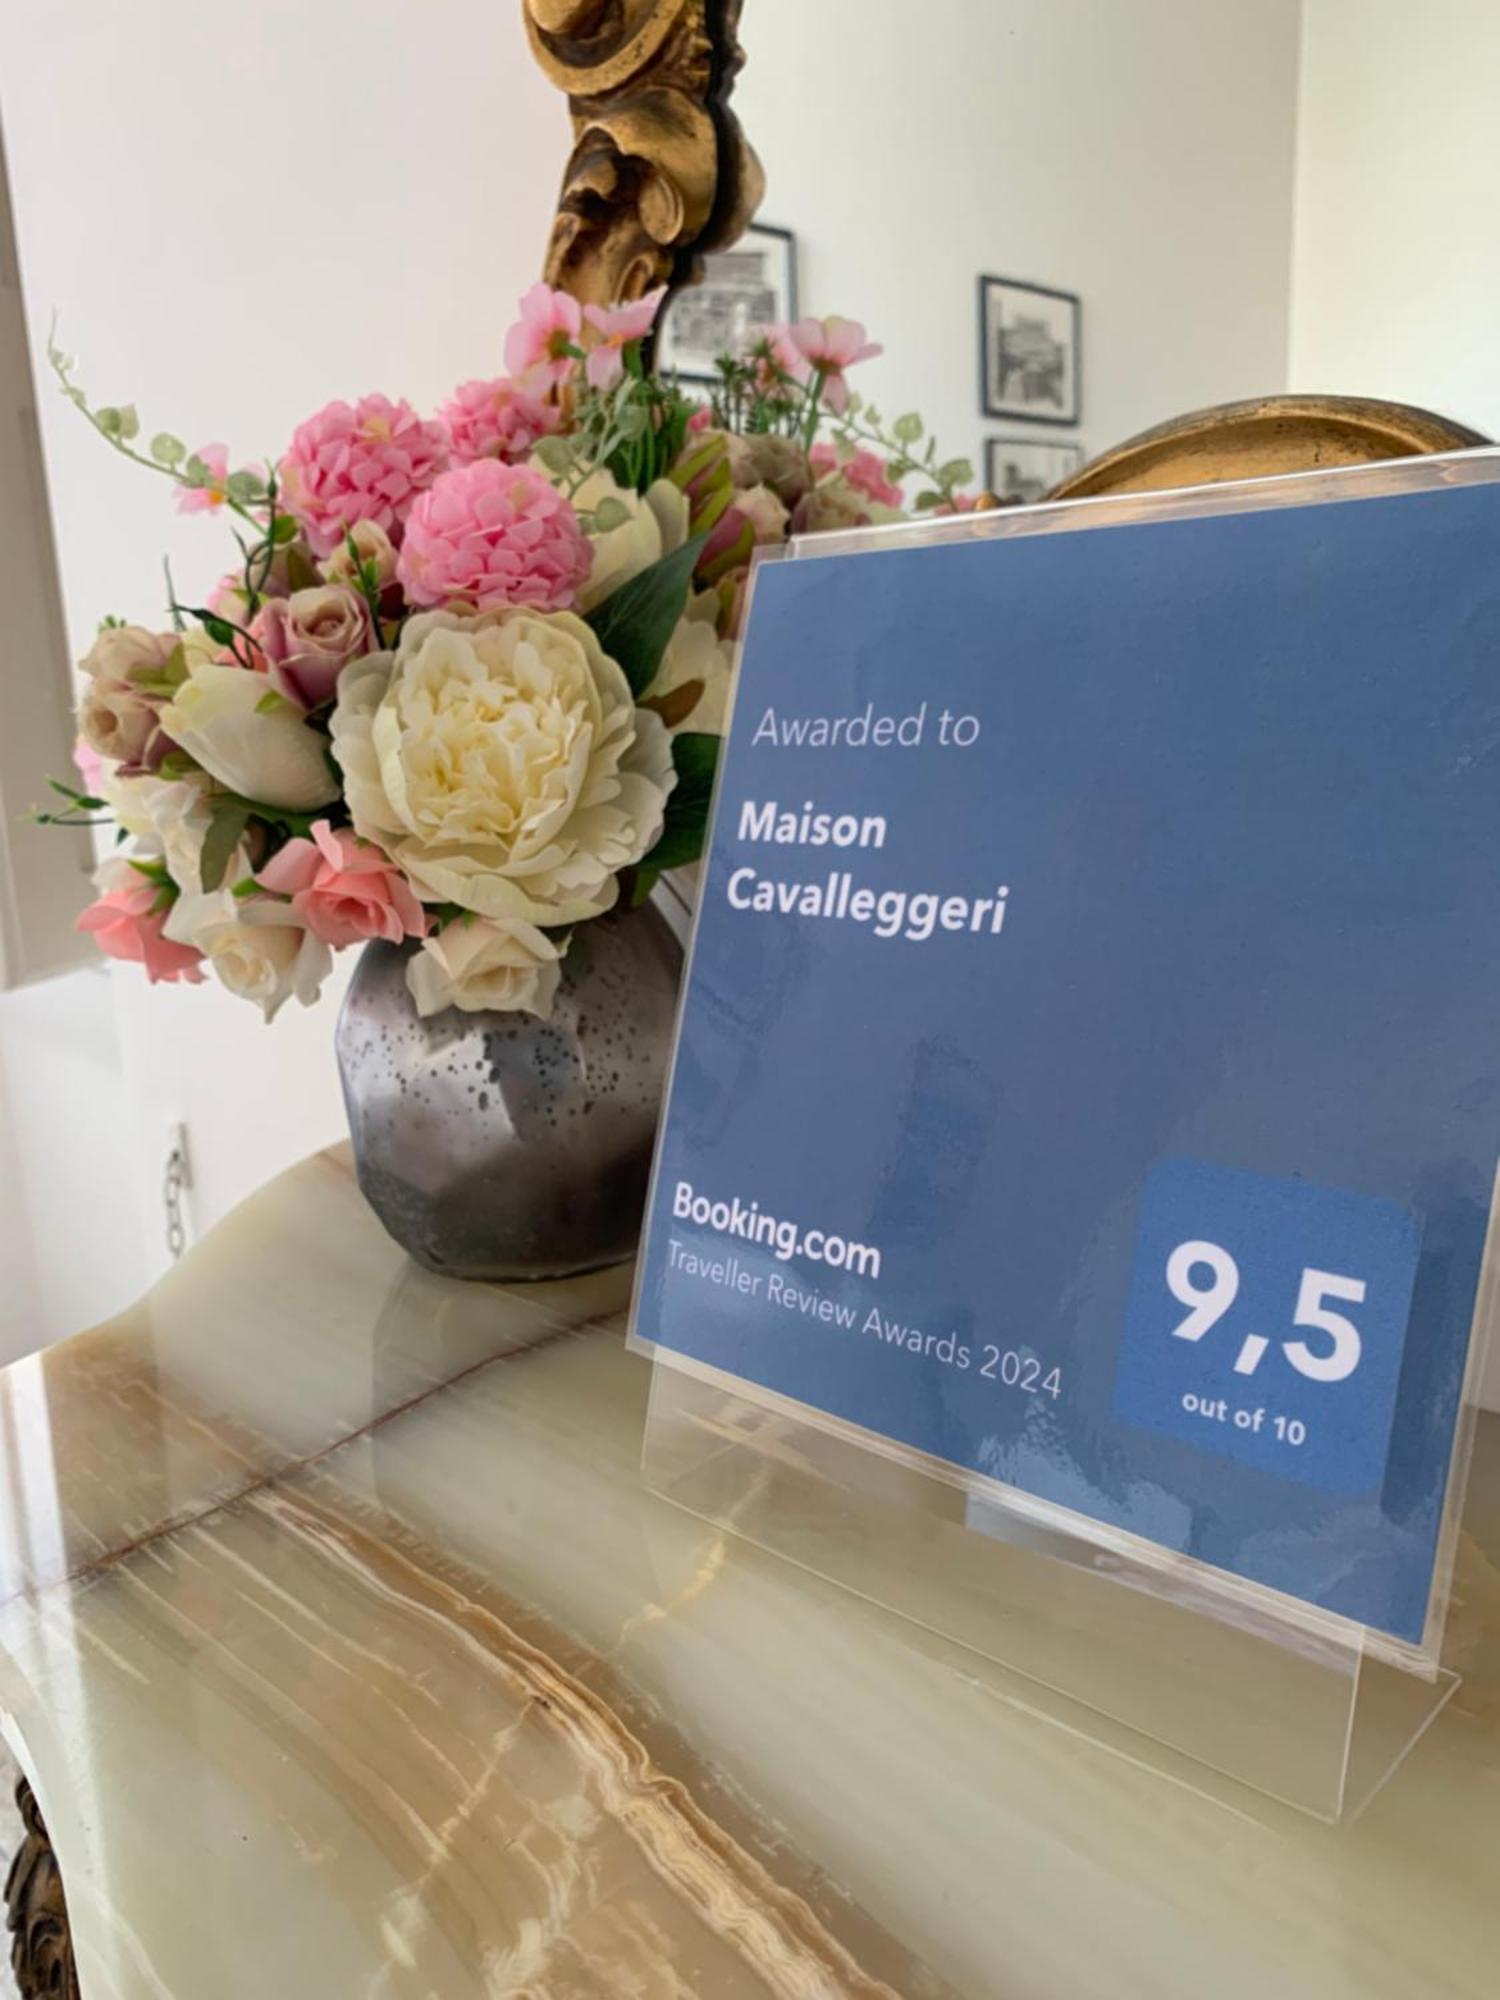 Awarded to
Maison
Cavalleggeri
Booking.com
Traveller Review Awards 2024
9,5
out of 10